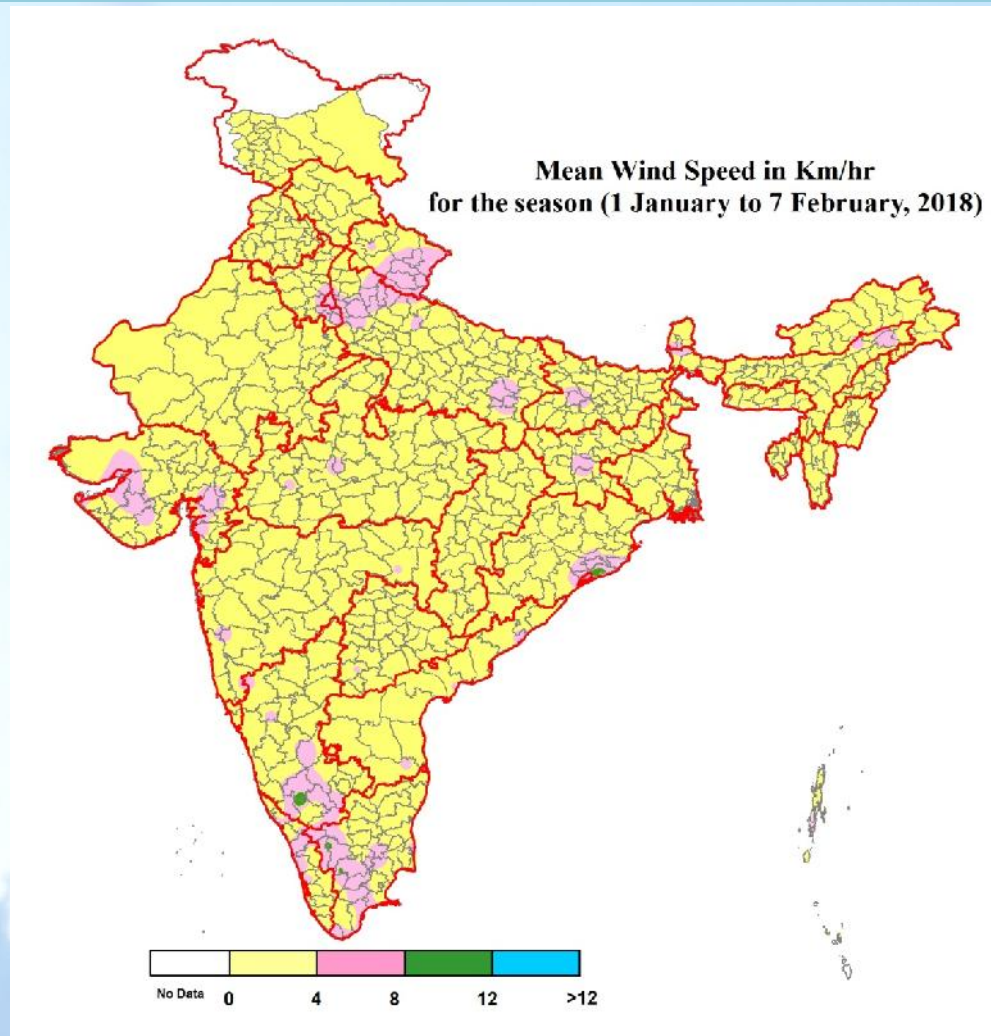 Mean Wind Speed in Km/hr
for the season (1 January to 7 February, 2018)
No Data 0 4 8 12 >12